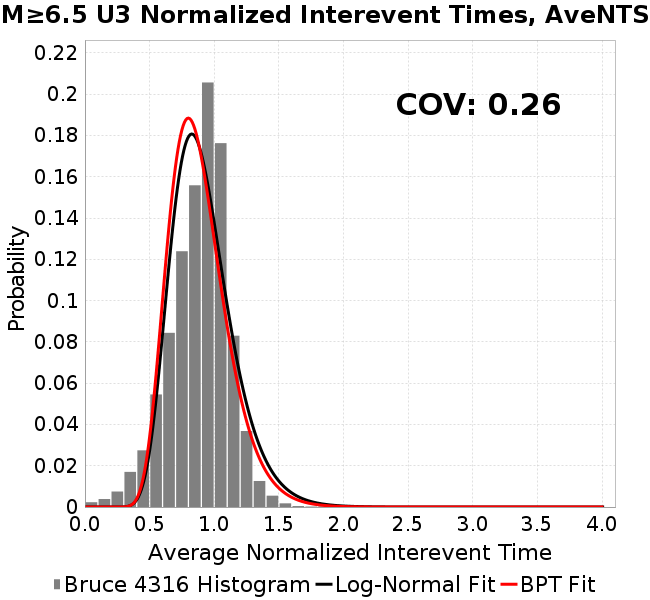 M≥6.5 U3 Normalized Interevent Times, AveNTS
COV: 0.26
Probability
0.22
0.2
0.18
0.16
0.14
0.12
0.1
0.08
0.06
0.04
0.02
0
0.0 0.5 1.0 1.5 2.0 2.5 3.0 3.5 4.0
Average Normalized Interevent Time
Bruce 4316 Histogram Log-Normal Fit BPT Fit